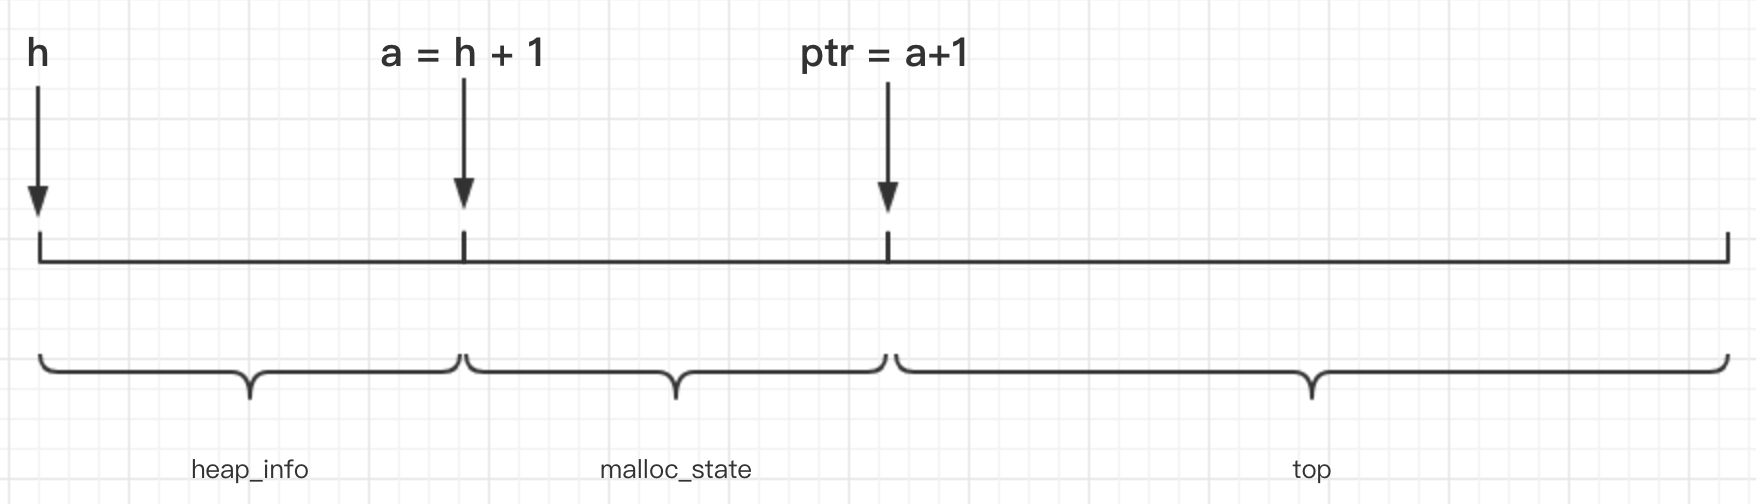 h
a = h + 1
ptr = a+1
heap_info
malloc_state
top